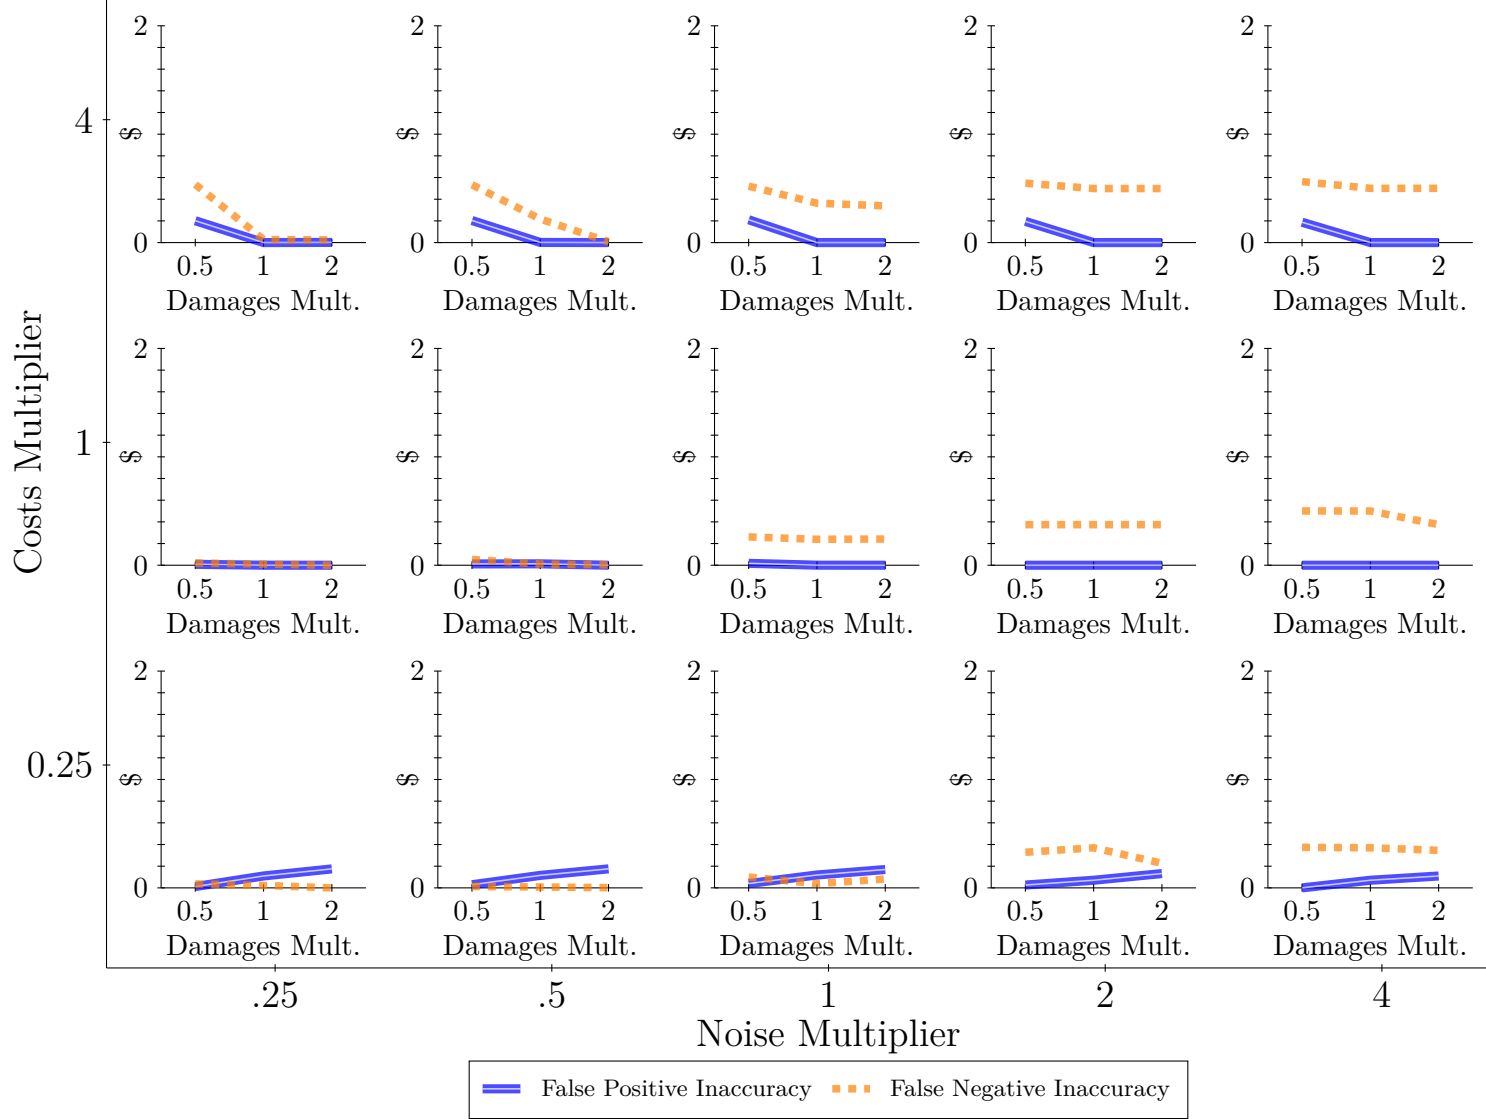 Costs Multiplier
4
2 2 2 2 2
$ $ $ $ $
0 0 0 0 0
0.5 1 2 0.5 1 2 0.5 1 2 0.5 1 2 0.5 1 2
Damages Mult. Damages Mult. Damages Mult. Damages Mult. Damages Mult.
1
2 2 2 2 2
$ $ $ $ $
0 0 0 0 0
0.5 1 2 0.5 1 2 0.5 1 2 0.5 1 2 0.5 1 2
Damages Mult. Damages Mult. Damages Mult. Damages Mult. Damages Mult.
0.25
2 2 2 2 2
$ $ $ $ $
0 0 0 0 0
0.5 1 2 0.5 1 2 0.5 1 2 0.5 1 2 0.5 1 2
Damages Mult. Damages Mult. Damages Mult. Damages Mult. Damages Mult.
.25 .5 1 2 4
Noise Multiplier
False Positive Inaccuracy False Negative Inaccuracy